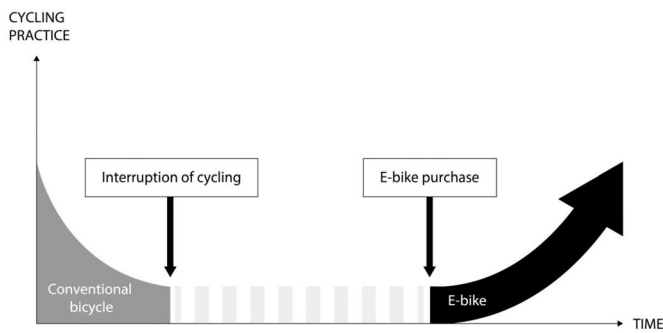 CYCLING
PRACTICE
Interruption of cycling
E-bike purchase
Conventional
bicycle
E-bike
TIME